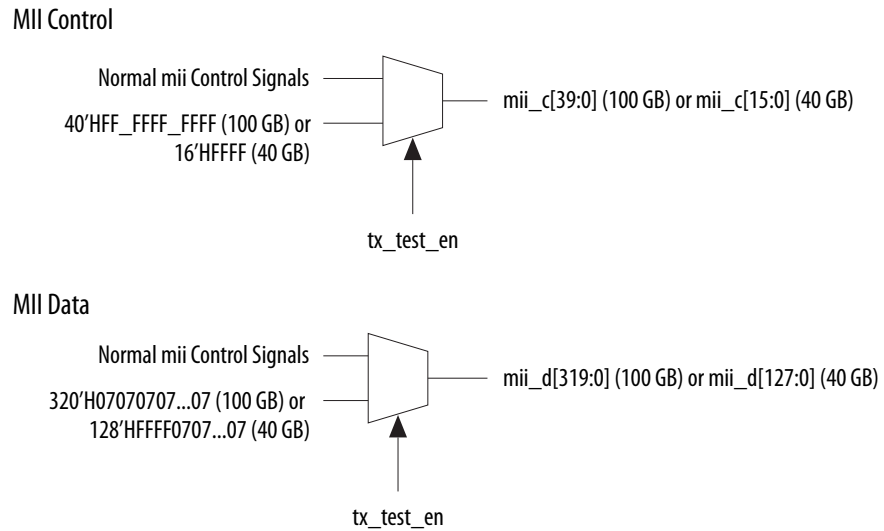 MII Control
Normal mii Control Signals
40’HFF_FFFF_FFFF (100 GB) or
16’HFFFF (40 GB)
mii_c[39:0] (100 GB) or mii_c[15:0] (40 GB)
tx_test_en
MII Data
Normal mii Control Signals
320’H07070707...07 (100 GB) or
128’HFFFF0707...07 (40 GB)
mii_d[319:0] (100 GB) or mii_d[127:0] (40 GB)
tx_test_en